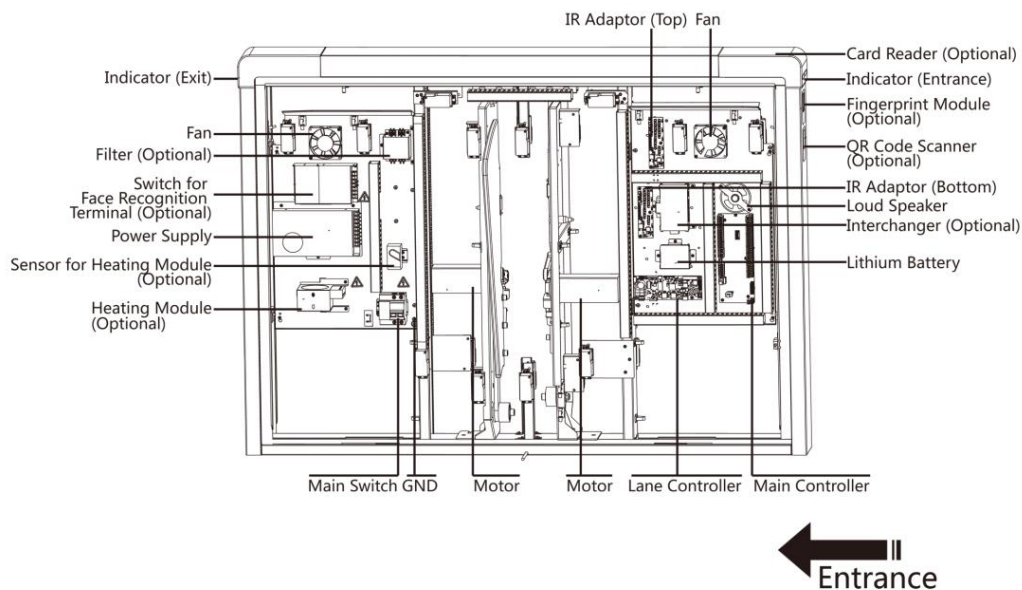 IR Adaptor (Top) Fan
Card Reader (Optional)
Indicator (Exit)
Indicator (Entrance)
Fingerprint Module
(Optional)
Fan
Filter (Optional)
QR Code Scanner
(Optional)
Switch for
Face Recognition
Terminal (Optional)
IR Adaptor (Bottom)
Loud Speaker
Interchanger (Optional)
Power Supply
Sensor for Heating Module
(Optional)
Lithium Battery
Heating Module
(Optional)
Main Switch GND
Motor
Motor
Lane Controller
Main Controller
Entrance